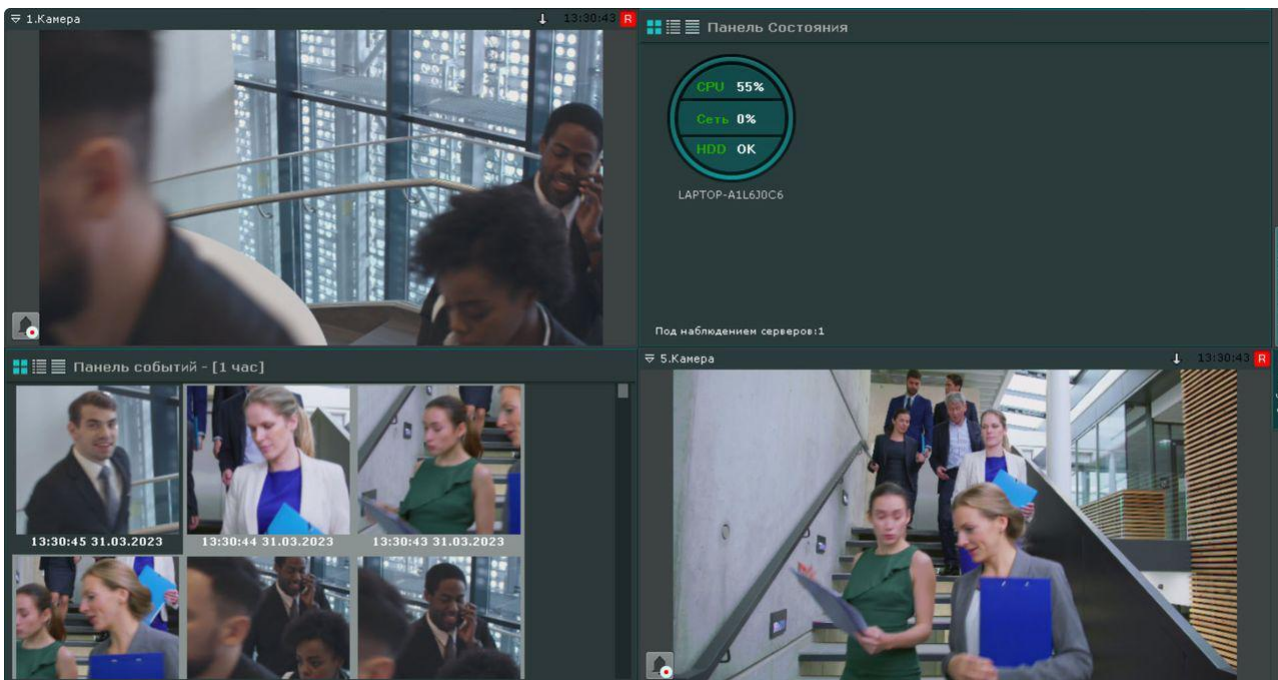 1.Камера
13:30:43 R
Панель Состояния
CPU 55%
Сеть 0%
HDD OK
LAPTOP-A1L6J0C6
Под наблюдением серверов:1
Панель событий - [1 час]
13:30:45 31.03.2023
13:30:44 31.03.2023
13:30:43 31.03.2023
5.Камера
13:30:43 R